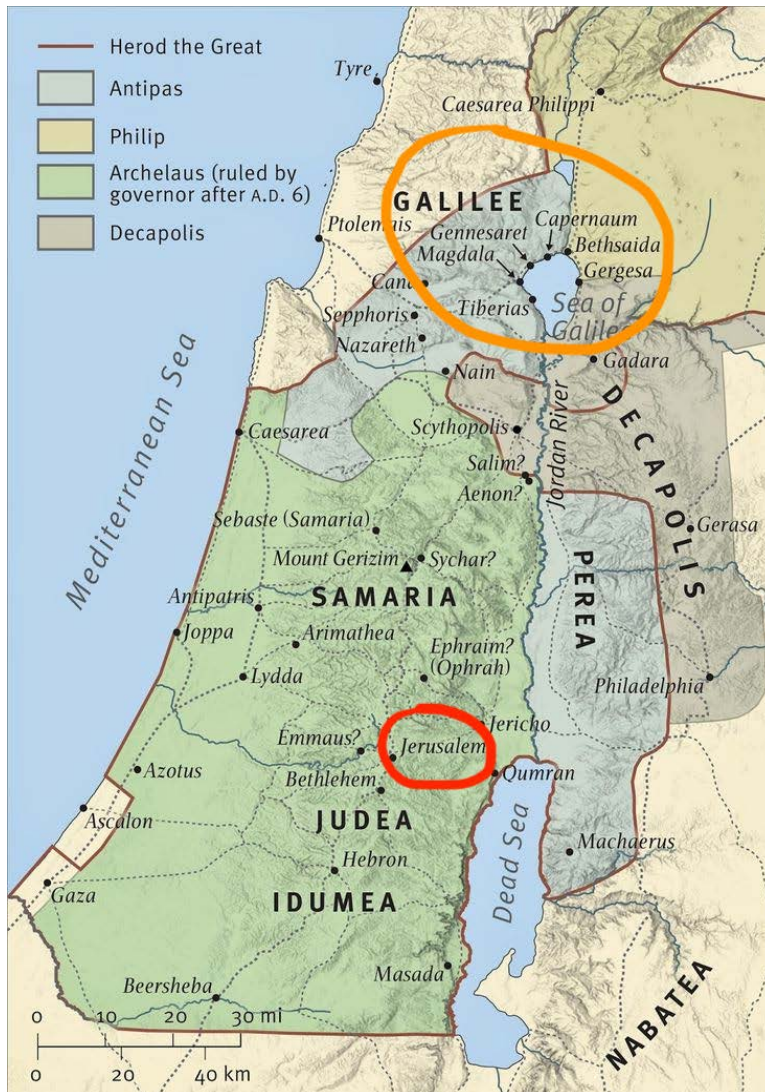 Herod the Great
Antipas
Philip
Archelaus (ruled by
governor after A.D. 6)
Decapolis
Tyre
Caesarea Philippi
GALILEE
Ptolemais
Capernaum
Gennesaret
Bethsaida
Magdala
Gergesa
Cana
Tiberias
Sea of
Galilee
Sepphoris
Nazareth
Gadara
Nain
Mediterranean Sea
DECAPOLIS
Caesarea
Scythopolis
Jordan River
Salim?
Aenon?
Sebaste (Samaria)
Gerasa
Mount Gerizim
Sychar?
PEREA
SAMARIA
Antipatris
Joppa
Arimathea
Ephraim?
(Ophrah)
Lydda
Philadelphia
Jericho
Emmaus?
Jerusalem
Azotus
Qumran
Bethlehem
Ascalon
JUDEA
Dead Sea
Machaerus
Hebron
Gaza
IDUMEA
Masada
Beersheba
NABATEA
0 10 20 30 mi
0 20 40 km